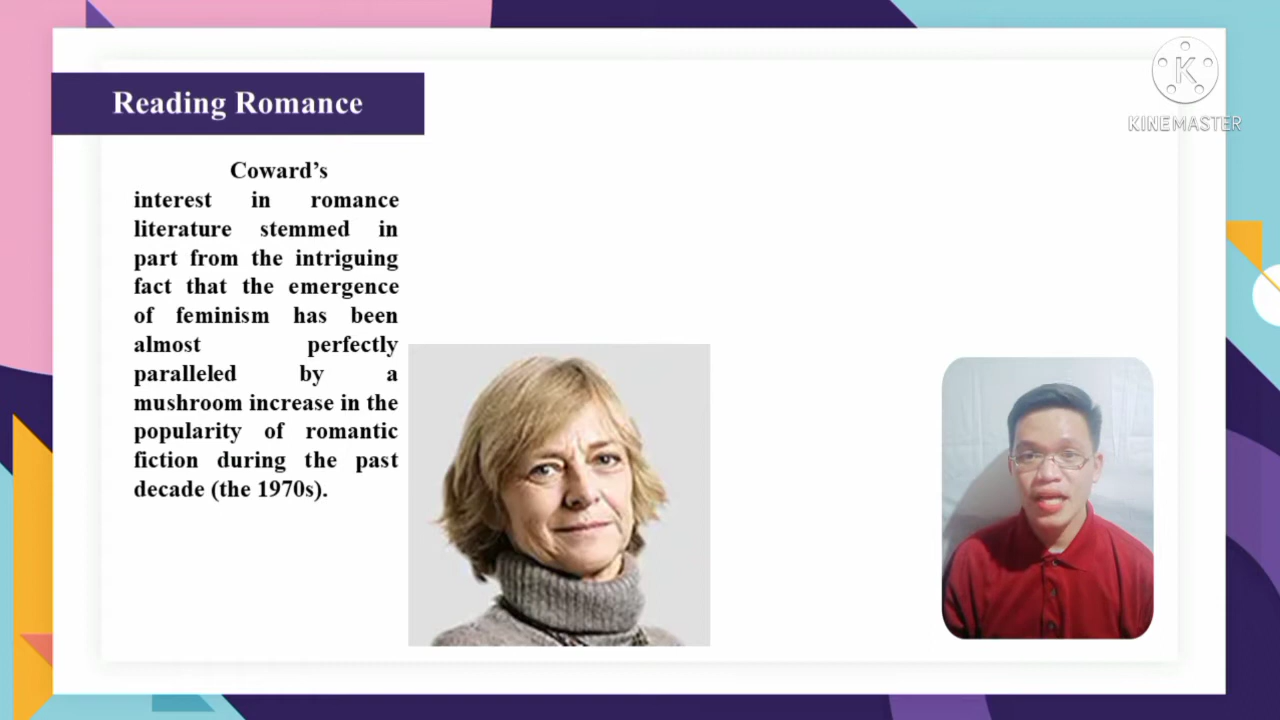 Reading Romance
KINEMASTER
Coward’s
interest in romance
literature stemmed in
part from the intriguing
fact that the emergence
of feminism has been
almost perfectly
paralleled by a
mushroom increase in the
popularity of romantic
fiction during the past
decade (the 1970s).